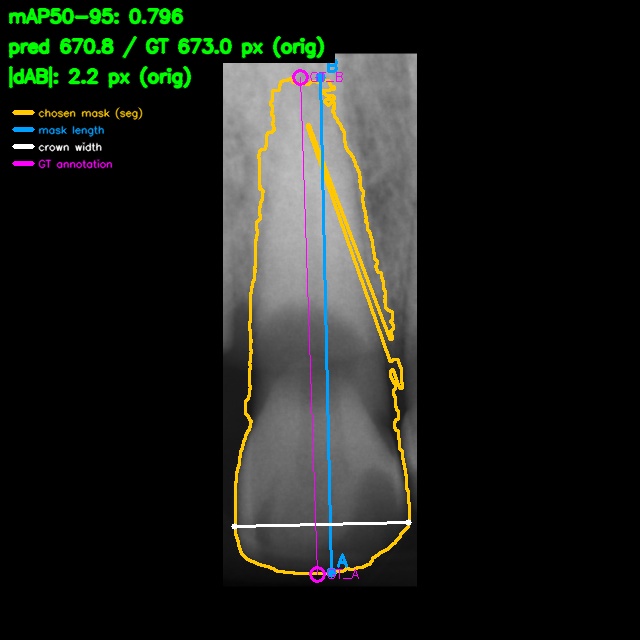 mAP50-95: 0.796
pred 670.8 / GT 673.0 px (orig)
|dAB|: 2.2 px (orig)
chosen mask (seg)
mask length
crown width
GT annotation
B
GT_B
A
GT_A